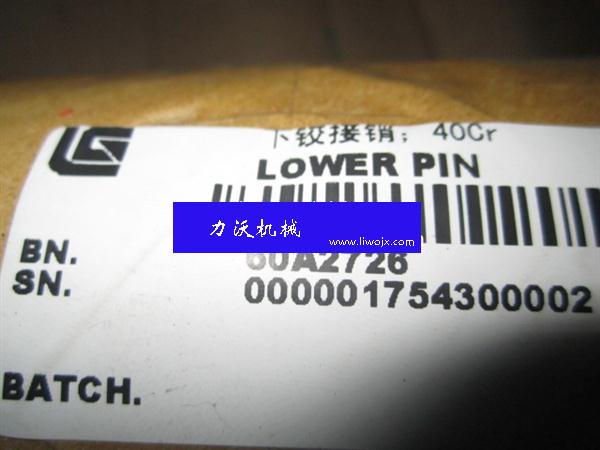 下铰接销; 40Cr
LOWER PIN
力沃机械
www.liwojx.com
BN. 60A2726
SN. 000001754300002
BATCH.